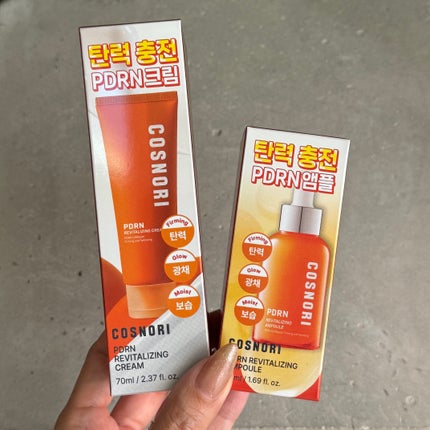 탄력 충전
PDRN크림
COSNORI
PDRN
REVITALIZING CREAM
Firming
탄력
Glow
광채
Moist
보습
COSNORI
PDRN
REVITALIZING
CREAM
70ml / 2.37 fl. oz.
탄력 충전
PDRN앰플
COSNORI
PDRN
REVITALIZING
AMPOULE
Firming
탄력
Glow
광채
Moist
보습
COSNORI
REVITALIZING
1.69 fl. oz.